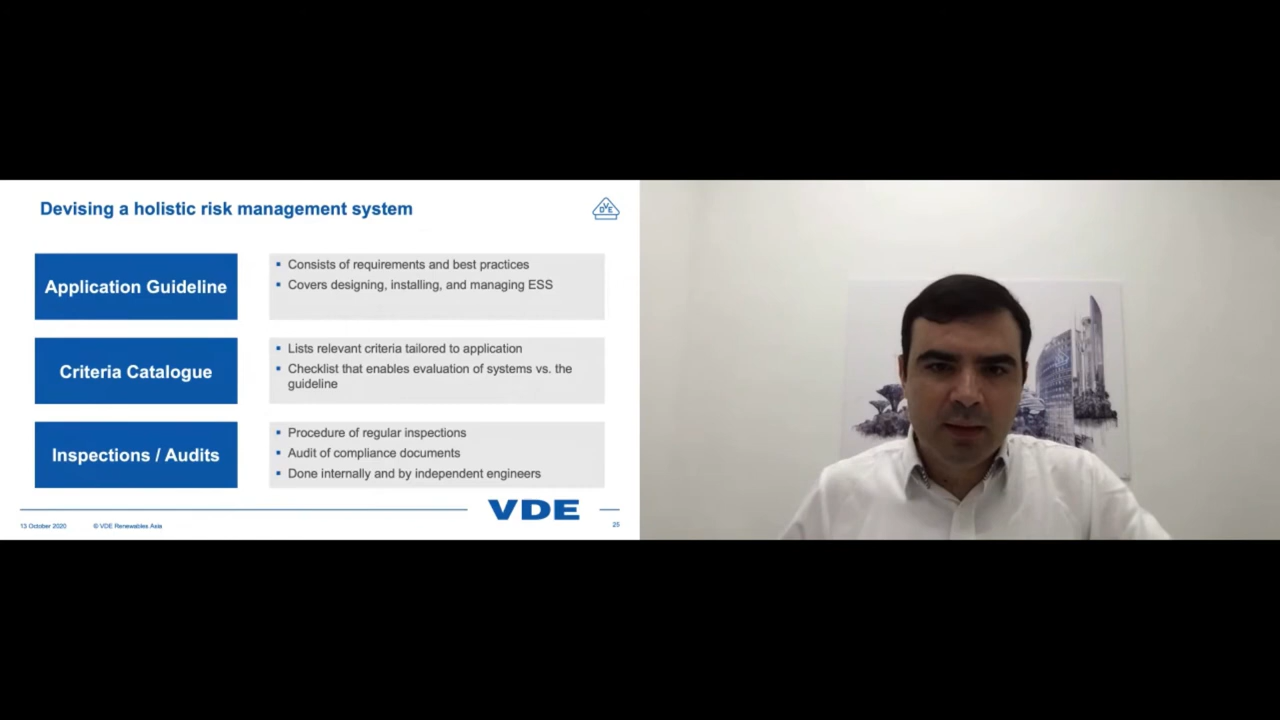 Devising a holistic risk management system
VDE
Application Guideline
▪ Consists of requirements and best practices
▪ Covers designing, installing, and managing ESS
Criteria Catalogue
▪ Lists relevant criteria tailored to application
▪ Checklist that enables evaluation of systems vs. the
guideline
Inspections / Audits
▪ Procedure of regular inspections
▪ Audit of compliance documents
▪ Done internally and by independent engineers
VDE
13 October 2020 © VDE Renewables Asia 25